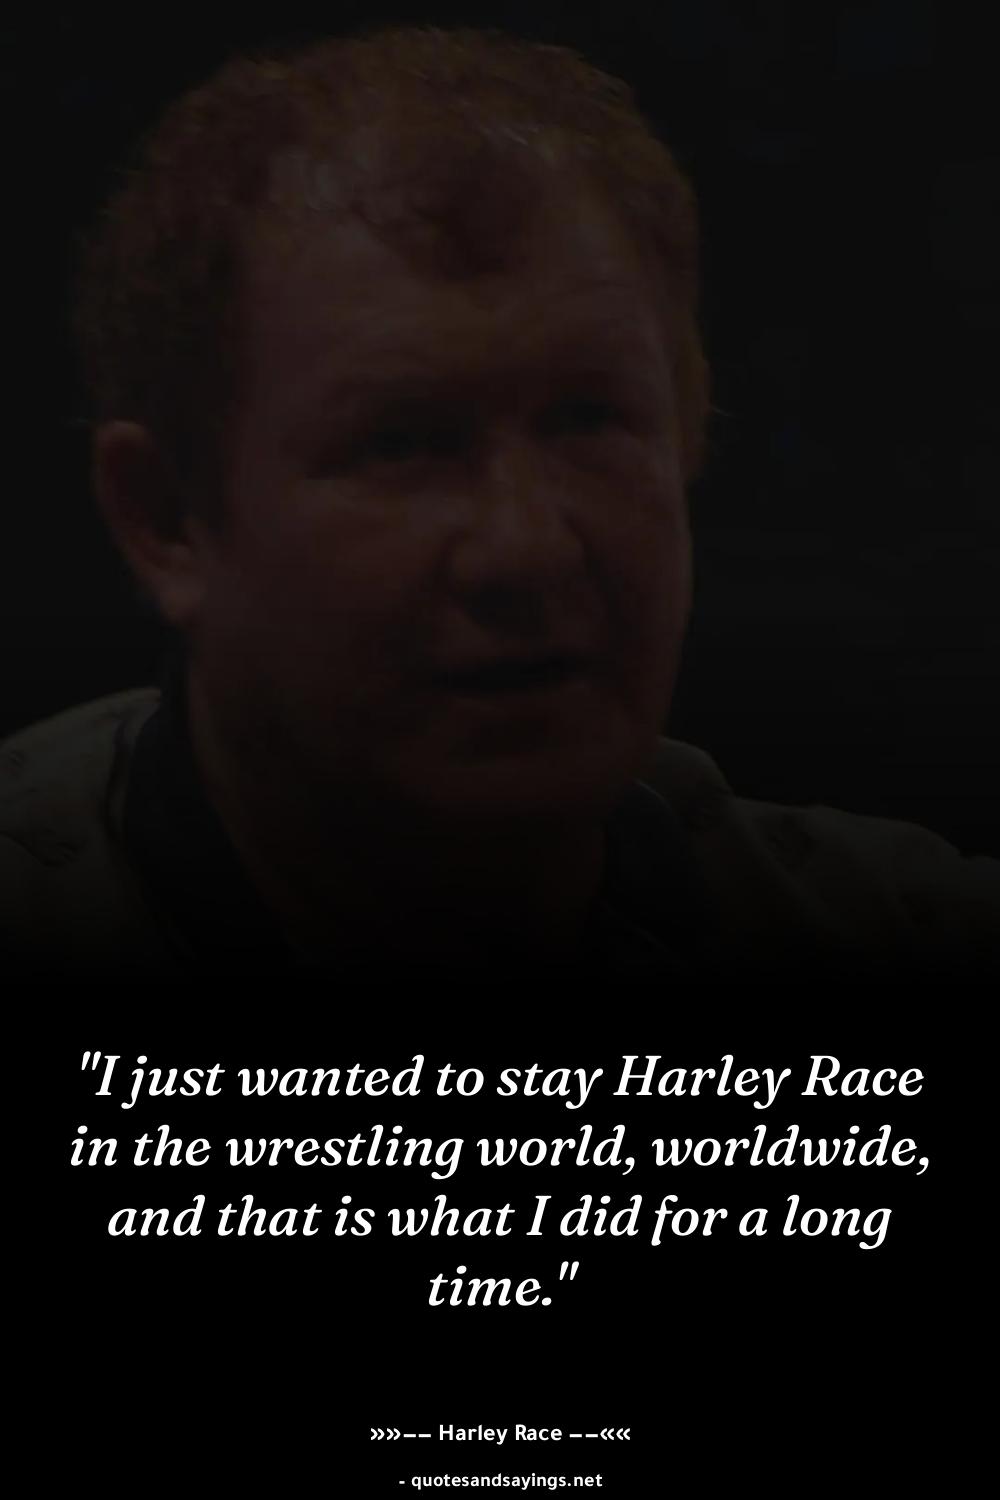 "I just wanted to stay Harley Race
in the wrestling world, worldwide,
and that is what I did for a long
time."
»»−− Harley Race −−««
- quotesandsayings.net